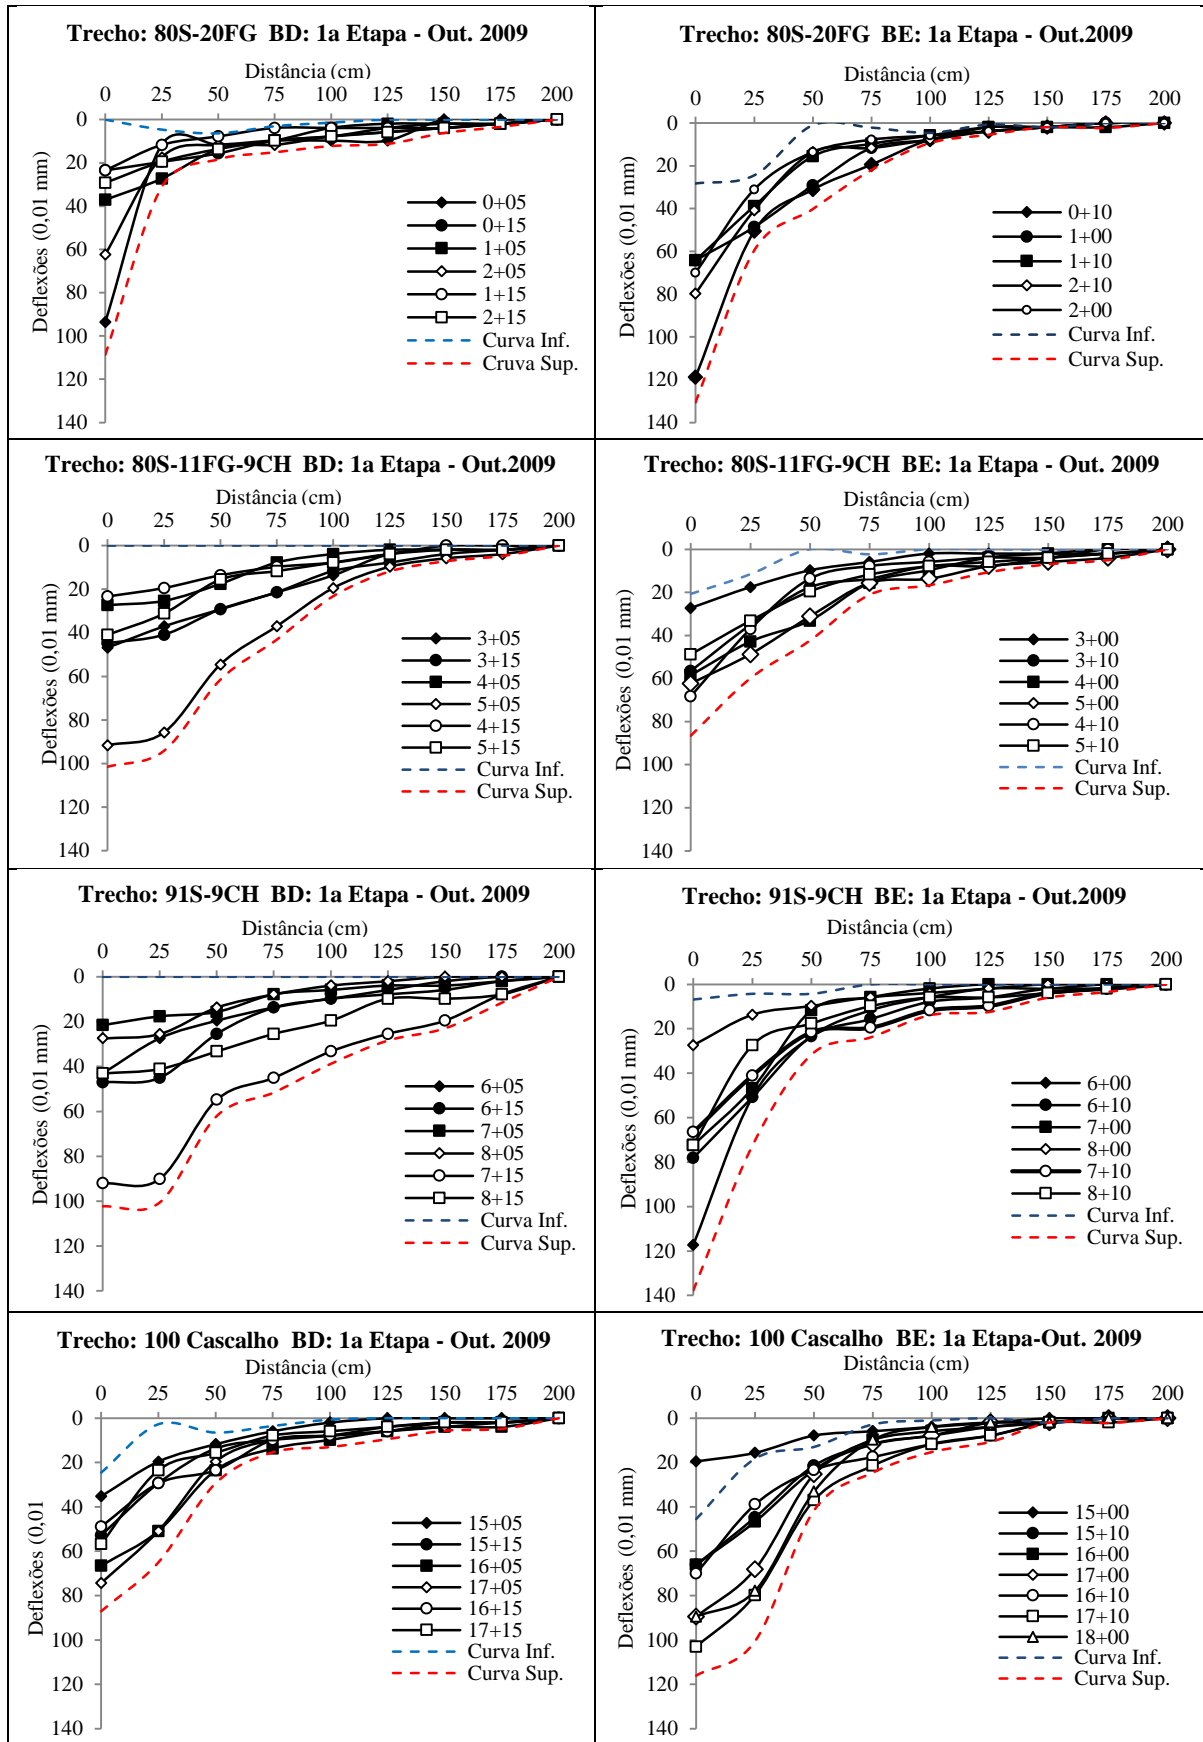 Trecho: 80S-20FG BD: 1a Etapa - Out. 2009
Distância (cm)
0 25 50 75 100 125 150 175 200
0
20
40
60
80
100
120
140
Deflexões (0,01 mm)
0+05
0+15
1+05
2+05
1+15
2+15
Curva Inf.
Cruva Sup.
Trecho: 80S-20FG BE: 1a Etapa - Out.2009
Distância (cm)
0 25 50 75 100 125 150 175 200
0
20
40
60
80
100
120
140
Deflexões (0,01 mm)
0+10
1+00
1+10
2+10
2+00
Curva Inf.
Curva Sup.
Trecho: 80S-11FG-9CH BD: 1a Etapa - Out.2009
Distância (cm)
0 25 50 75 100 125 150 175 200
0
20
40
60
80
100
120
140
Deflexões (0,01 mm)
3+05
3+15
4+05
5+05
4+15
5+15
Curva Inf.
Curva Sup.
Trecho: 80S-11FG-9CH BE: 1a Etapa - Out. 2009
Distância (cm)
0 25 50 75 100 125 150 175 200
0
20
40
60
80
100
120
140
Deflexões (0,01 mm)
3+00
3+10
4+00
5+00
4+10
5+10
Curva Inf.
Curva Sup.
Trecho: 91S-9CH BD: 1a Etapa - Out. 2009
Distância (cm)
0 25 50 75 100 125 150 175 200
0
20
40
60
80
100
120
140
Deflexões (0,01 mm)
6+05
6+15
7+05
8+05
7+15
8+15
Curva Inf.
Curva Sup.
Trecho: 91S-9CH BE: 1a Etapa - Out.2009
Distância (cm)
0 25 50 75 100 125 150 175 200
0
20
40
60
80
100
120
140
Deflexões (0,01 mm)
6+00
6+10
7+00
8+00
7+10
8+10
Curva Inf.
Curva Sup.
Trecho: 100 Cascalho BD: 1a Etapa - Out. 2009
Distância (cm)
0 25 50 75 100 125 150 175 200
0
20
40
60
80
100
120
140
Deflexões (0,01
15+05
15+15
16+05
17+05
16+15
17+15
Curva Inf.
Curva Sup.
Trecho: 100 Cascalho BE: 1a Etapa-Out. 2009
Distância (cm)
0 25 50 75 100 125 150 175 200
0
20
40
60
80
100
120
140
Deflexões (0,01 mm)
15+00
15+10
16+00
17+00
16+10
17+10
18+00
Curva Inf.
Curva Sup.